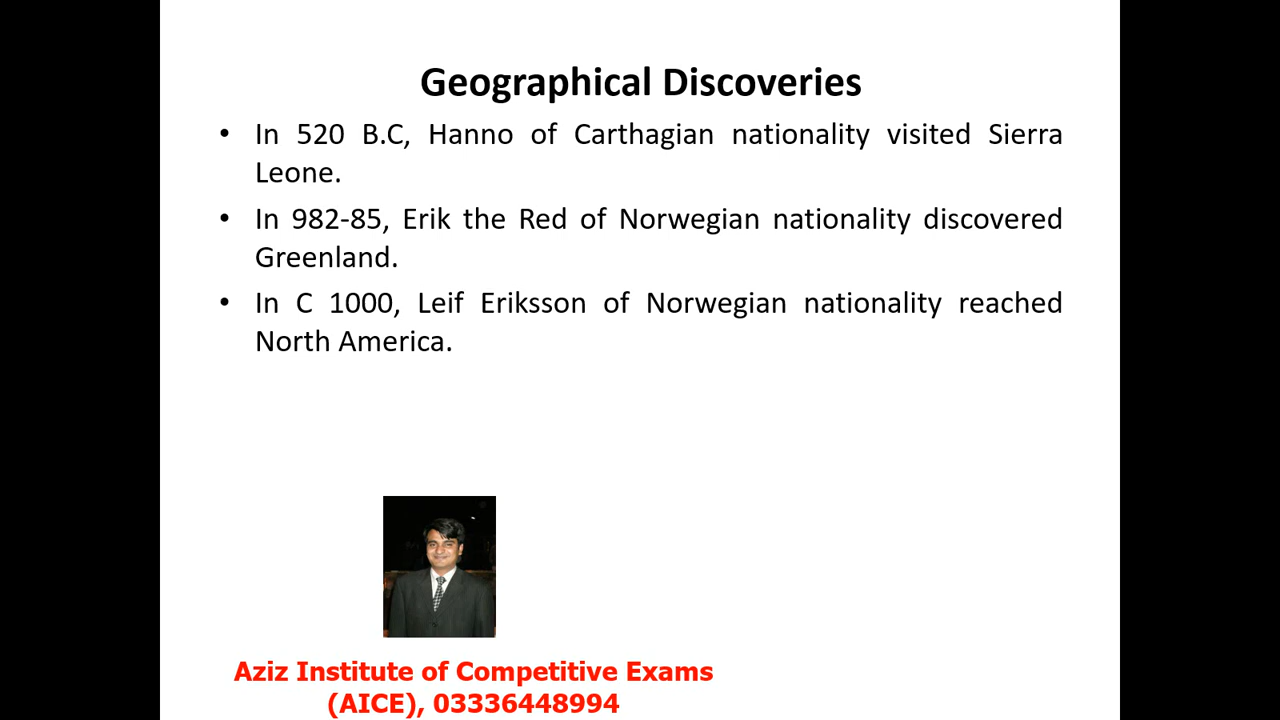 Geographical Discoveries
• In 520 B.C, Hanno of Carthagian nationality visited Sierra
Leone.
• In 982-85, Erik the Red of Norwegian nationality discovered
Greenland.
• In C 1000, Leif Eriksson of Norwegian nationality reached
North America.
Aziz Institute of Competitive Exams
(AICE), 03336448994